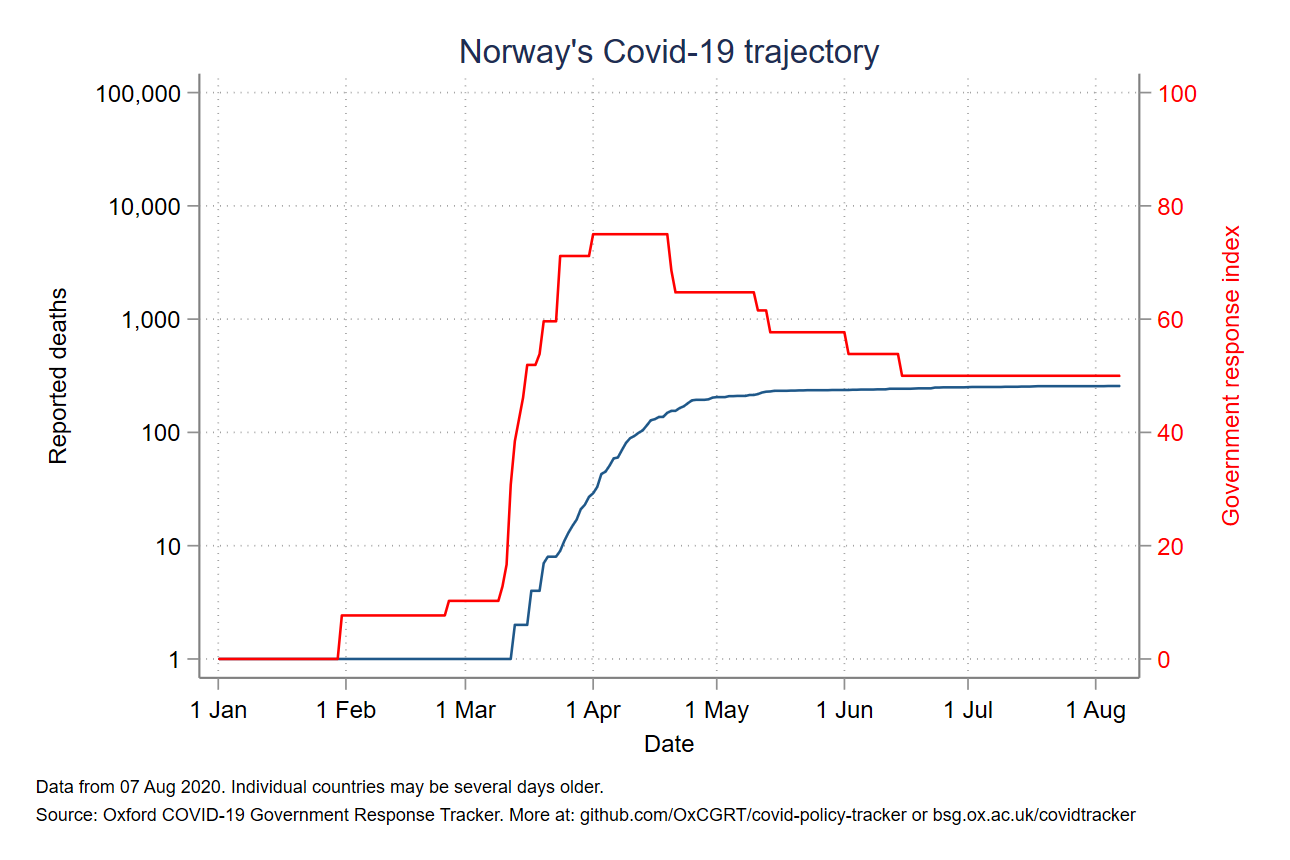 Norway's Covid-19 trajectory
100,000
10,000
1,000
100
10
1
Reported deaths
100
80
60
40
20
0
Government response index
1 Jan 1 Feb 1 Mar 1 Apr 1 May 1 Jun 1 Jul 1 Aug
Date
Data from 07 Aug 2020. Individual countries may be several days older.
Source: Oxford COVID-19 Government Response Tracker. More at: github.com/OxCGRT/covid-policy-tracker or bsg.ox.ac.uk/covidtracker